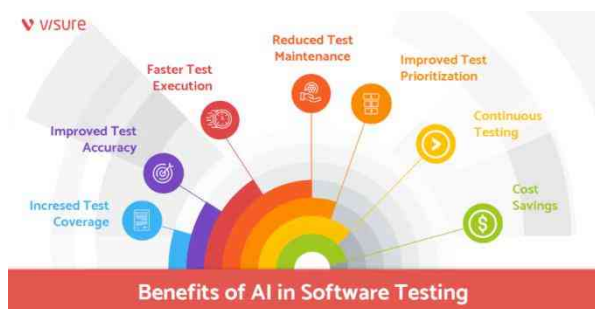 visure
Reduced Test
Maintenance
Improved Test
Prioritization
Faster Test
Execution
Continuous
Testing
Improved Test
Accuracy
Cost
Savings
Incresed Test
Coverage
$
Benefits of AI in Software Testing